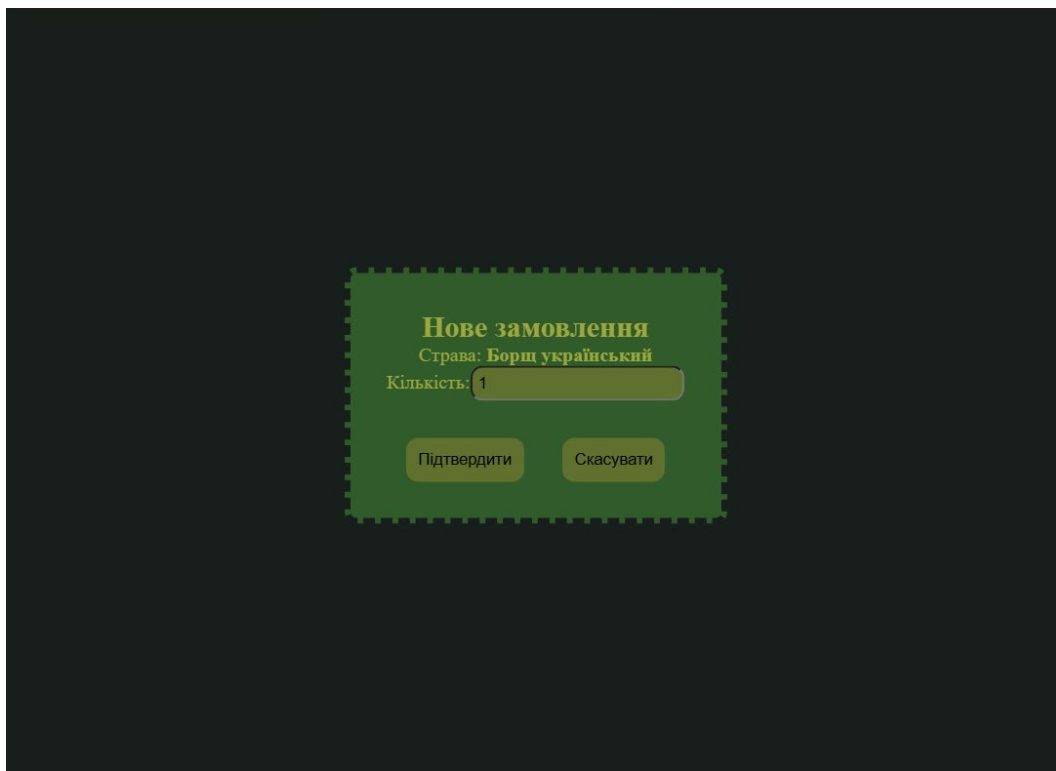 Нове замовлення
Страва: Борщ український
Кількість: 1
Підтвердити Скасувати